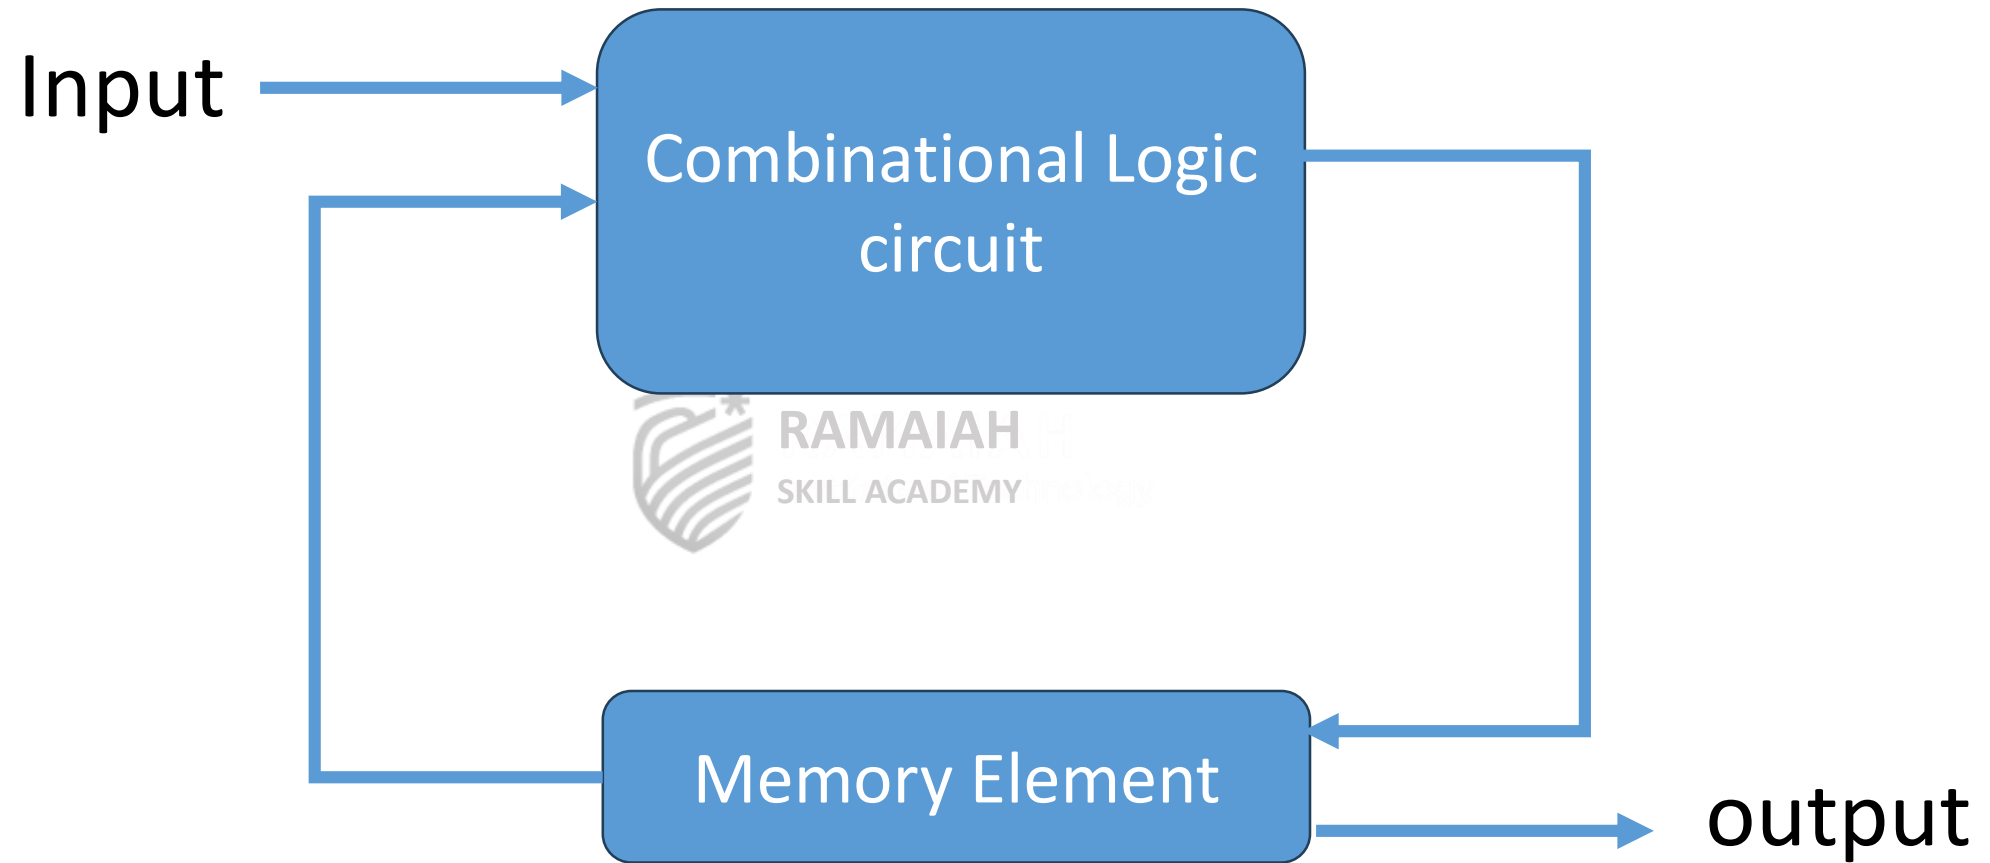 Input
Combinational Logic
circuit
RAMAIAH
SKILL ACADEMY
Memory Element
output